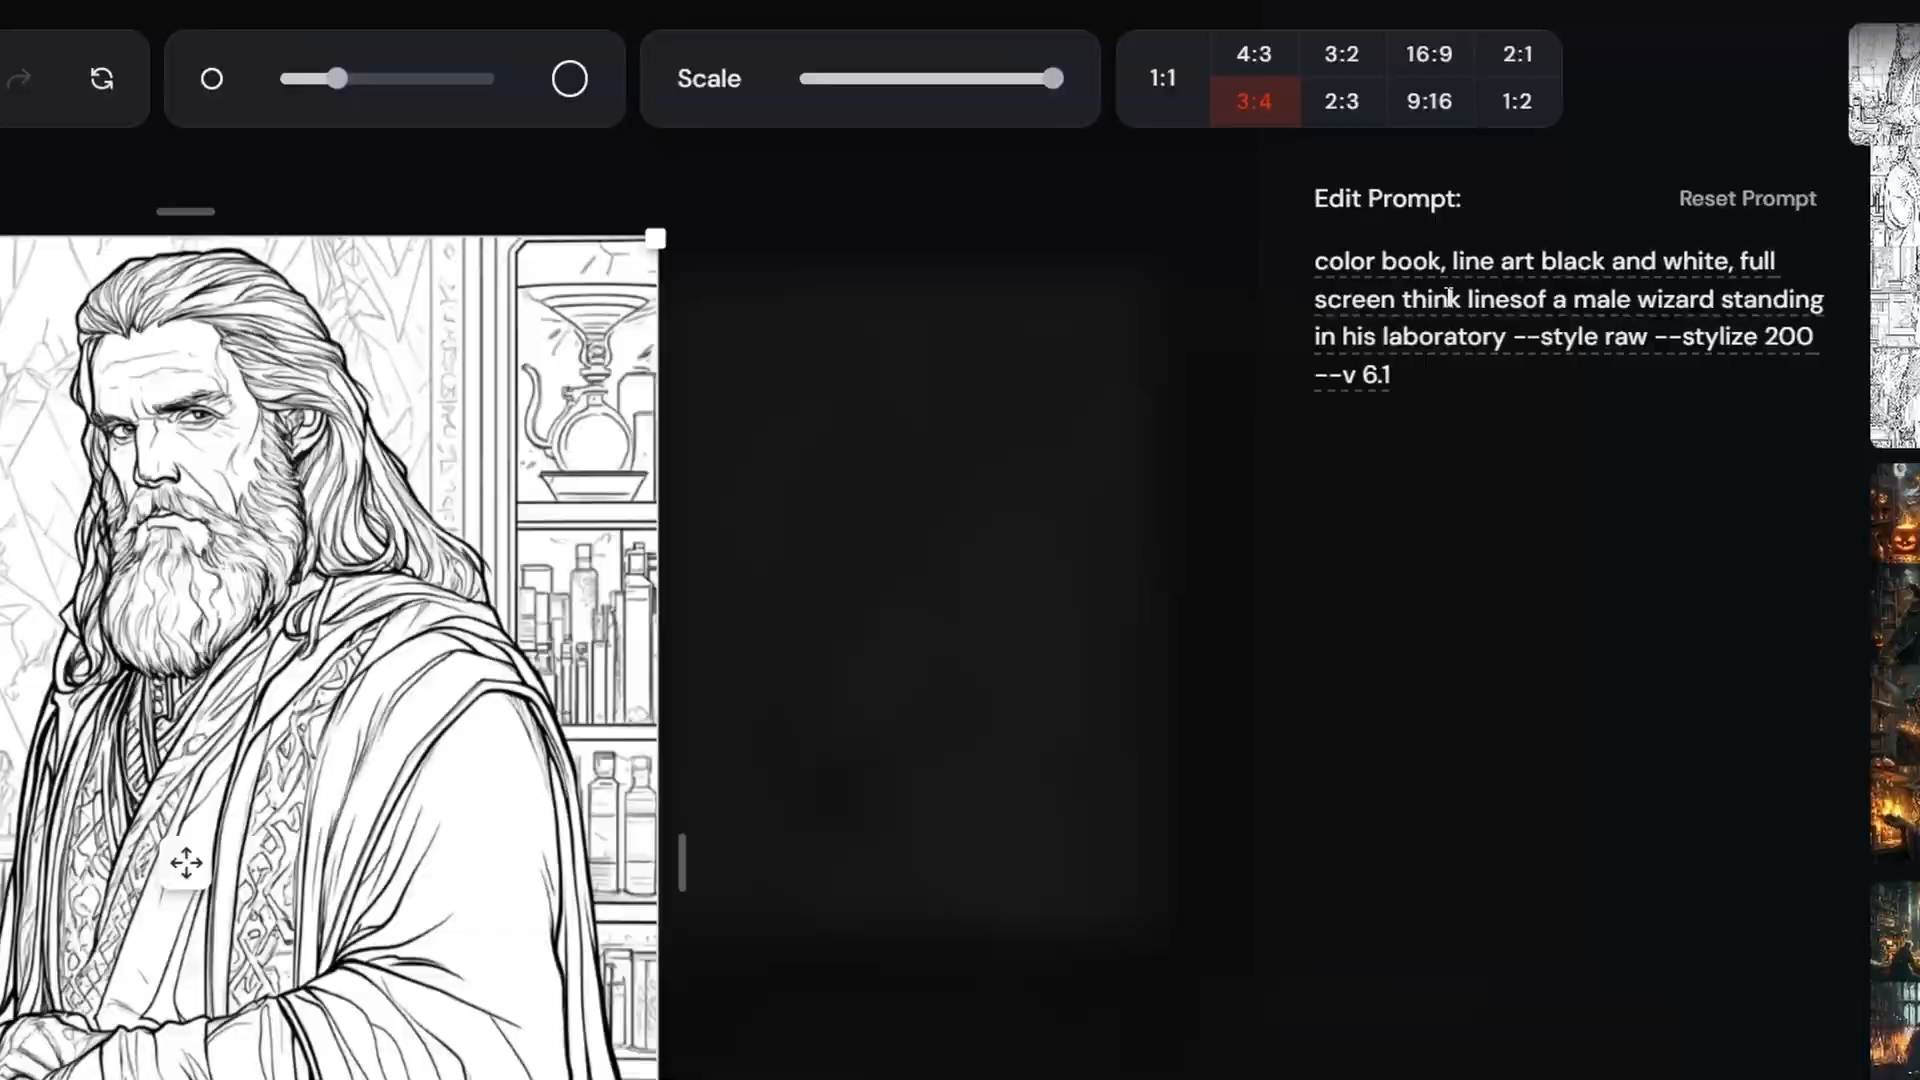 Scale
1:1
4:3 3:2 16:9 2:1
3:4 2:3 9:16 1:2
Edit Prompt:
Reset Prompt
color book, line art black and white, full
screen think linesof a male wizard standing
in his laboratory --style raw --stylize 200
--v 6.1